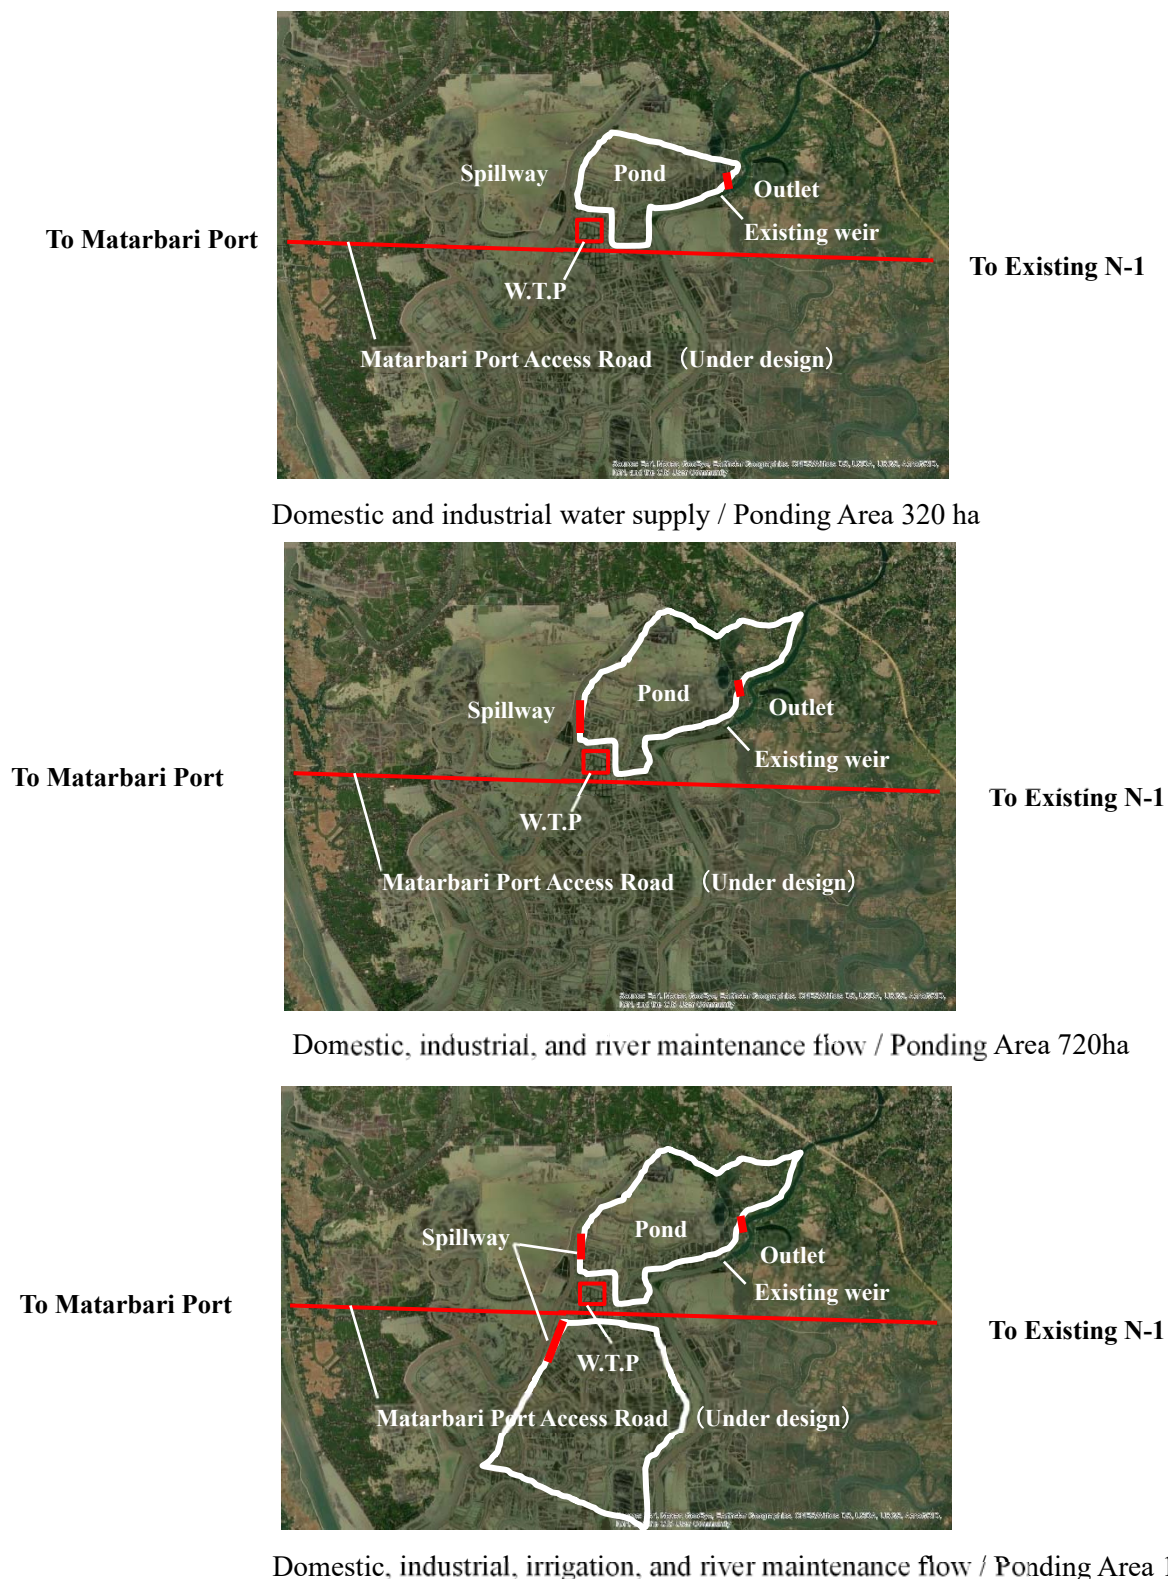 Spillway
Pond
Outlet
Existing weir
To Matarbari Port
To Existing N-1
W.T.P
Matarbari Port Access Road (Under design)
Domestic and industrial water supply / Ponding Area 320 ha
Pond
Spillway
Outlet
Existing weir
To Matarbari Port
To Existing N-1
W.T.P
Matarbari Port Access Road (Under design)
Domestic, industrial, and river maintenance flow / Ponding Area 720ha
Pond
Spillway
Outlet
Existing weir
To Matarbari Port
To Existing N-1
W.T.P
Matarbari Port Access Road (Under design)
Domestic, industrial, irrigation, and river maintenance flow / Ponding Area 1